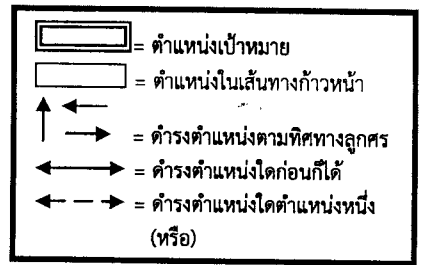 = ตำแหน่งเป้าหมาย
= ตำแหน่งในเส้นทางก้าวหน้า
= ดำรงตำแหน่งตามทิศทางลูกศร
= ดำรงตำแหน่งใดก่อนก็ได้
= ดำรงตำแหน่งใดตำแหน่งหนึ่ง
(หรือ)